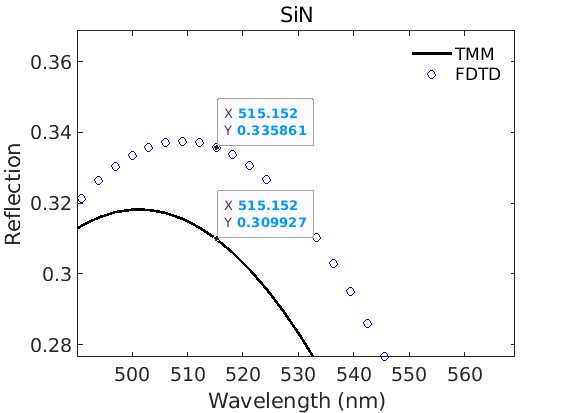 SiN
TMM
FDTD
X 515.152
Y 0.335861
X 515.152
Y 0.309927
0.36
0.34
0.32
0.3
0.28
Reflection
500 510 520 530 540 550 560
Wavelength (nm)